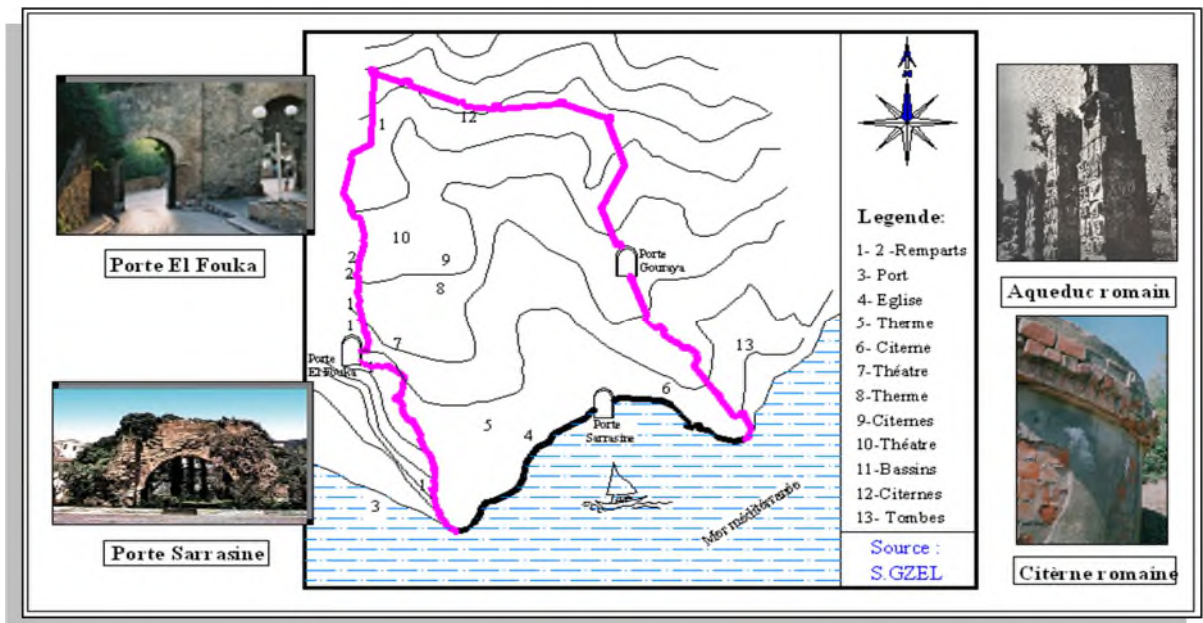 Porte El Fouka
Porte Sarrasine
1
12
10
2
9
2
8
1
1
7
Porte
El Fouka
Porte
Gouraya
13
6
5
4
Porte
Sarrasine
1
3
Mer méditerranée
N
Legende:
1- 2 -Remparts
3- Port
4- Eglise
5- Therme
6- Citerne
7- Théatre
8- Therme
9-Citernes
10- Théatre
11-Bassins
12-Citernes
13- Tombes
Source :
S.GZEL
Aqueduc romain
Citèrne romaine